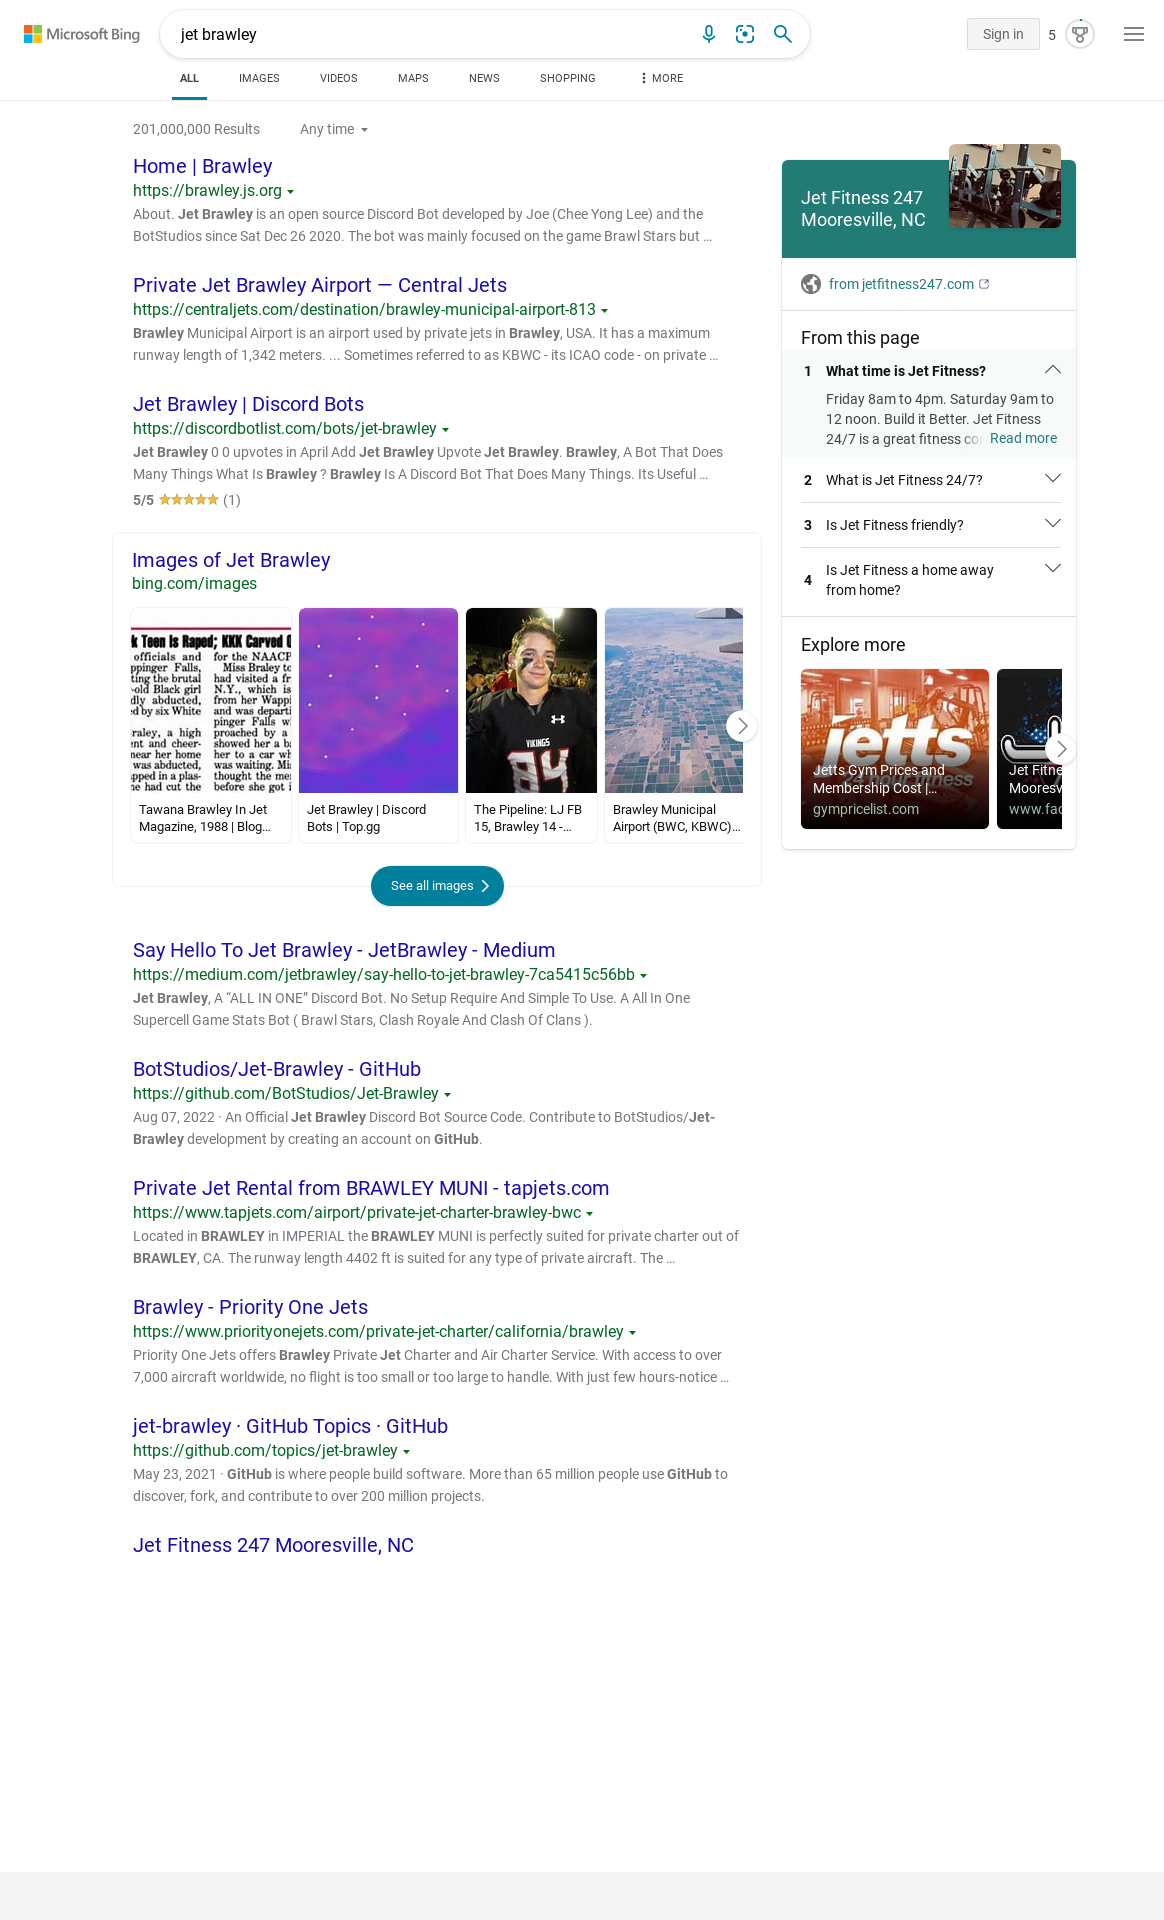 Microsoft Bing
jet brawley
Sign in
5
ALL
IMAGES
VIDEOS
MAPS
NEWS
SHOPPING
MORE
201,000,000 Results
Any time
Home | Brawley
https://brawley.js.org
About. Jet Brawley is an open source Discord Bot developed by Joe (Chee Yong Lee) and the
BotStudios since Sat Dec 26 2020. The bot was mainly focused on the game Brawl Stars but …
Private Jet Brawley Airport — Central Jets
https://centraljets.com/destination/brawley-municipal-airport-813
Brawley Municipal Airport is an airport used by private jets in Brawley, USA. It has a maximum
runway length of 1,342 meters. ... Sometimes referred to as KBWC - its ICAO code - on private …
Jet Brawley | Discord Bots
https://discordbotlist.com/bots/jet-brawley
Jet Brawley 0 0 upvotes in April Add Jet Brawley Upvote Jet Brawley. Brawley, A Bot That Does
Many Things What Is Brawley ? Brawley Is A Discord Bot That Does Many Things. Its Useful …
5/5 (1)
Images of Jet Brawley
bing.com/images
k Teen Is Raped; KKK Carved O
officials and
ppinger Falls,
ting the brutal
-old Black girl
dly abducted,
ed by six White
raley, a high
ent and cheer-
near her home
was abducted,
pped in a plas-
he had cut the
for the NAACP
Miss Braley to
had visited a fr
N.Y., which is
from her Wappi
and was departi
pinger Falls w
proached by a
showed her a ba
her to a car wh
was waiting. Mis
thought the mer
before she got i
VIKINGS
84
Tawana Brawley In Jet
Magazine, 1988 | Blog…
Jet Brawley | Discord
Bots | Top.gg
The Pipeline: LJ FB
15, Brawley 14 -…
Brawley Municipal
Airport (BWC, KBWC)…
See all images
Say Hello To Jet Brawley - JetBrawley - Medium
https://medium.com/jetbrawley/say-hello-to-jet-brawley-7ca5415c56bb
Jet Brawley, A “ALL IN ONE” Discord Bot. No Setup Require And Simple To Use. A All In One
Supercell Game Stats Bot ( Brawl Stars, Clash Royale And Clash Of Clans ).
BotStudios/Jet-Brawley - GitHub
https://github.com/BotStudios/Jet-Brawley
Aug 07, 2022 · An Official Jet Brawley Discord Bot Source Code. Contribute to BotStudios/Jet-
Brawley development by creating an account on GitHub.
Private Jet Rental from BRAWLEY MUNI - tapjets.com
https://www.tapjets.com/airport/private-jet-charter-brawley-bwc
Located in BRAWLEY in IMPERIAL the BRAWLEY MUNI is perfectly suited for private charter out of
BRAWLEY, CA. The runway length 4402 ft is suited for any type of private aircraft. The …
Brawley - Priority One Jets
https://www.priorityonejets.com/private-jet-charter/california/brawley
Priority One Jets offers Brawley Private Jet Charter and Air Charter Service. With access to over
7,000 aircraft worldwide, no flight is too small or too large to handle. With just few hours-notice …
jet-brawley · GitHub Topics · GitHub
https://github.com/topics/jet-brawley
May 23, 2021 · GitHub is where people build software. More than 65 million people use GitHub to
discover, fork, and contribute to over 200 million projects.
Jet Fitness 247 Mooresville, NC
Jet Fitness 247
Mooresville, NC
from jetfitness247.com
From this page
1 What time is Jet Fitness?
Friday 8am to 4pm. Saturday 9am to
12 noon. Build it Better. Jet Fitness
24/7 is a great fitness co Read more
2 What is Jet Fitness 24/7?
3 Is Jet Fitness friendly?
4 Is Jet Fitness a home away
from home?
Explore more
jetts
24 hour fitness
Jetts Gym Prices and
Membership Cost |…
gympricelist.com
Jet Fitne
Mooresv
www.fac